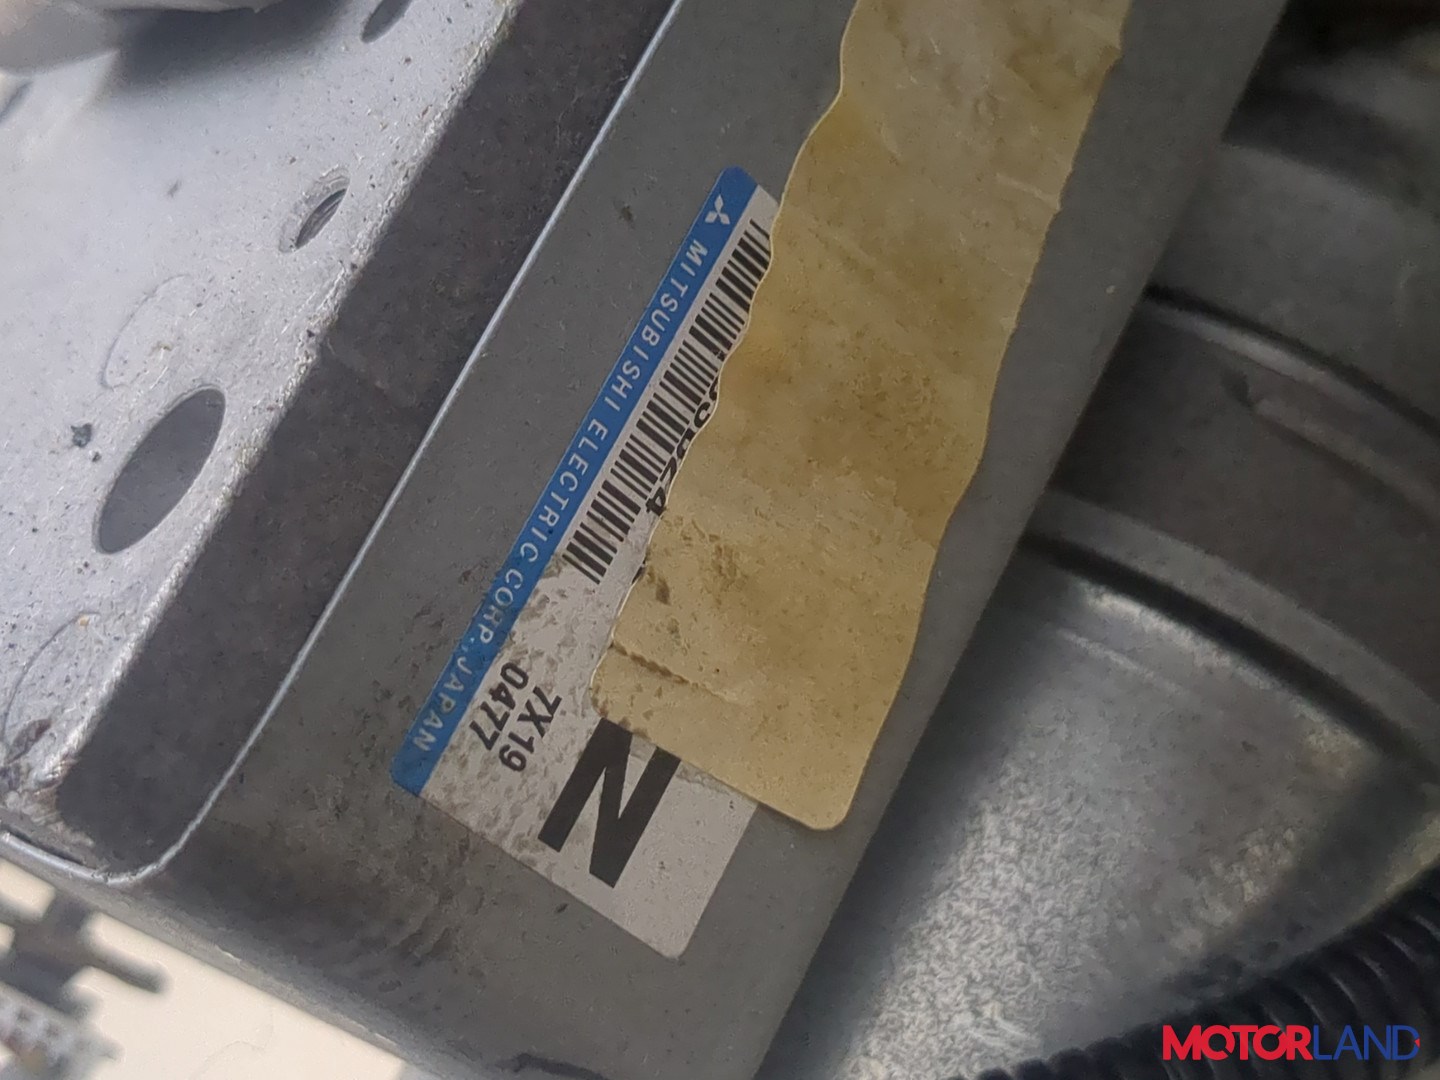 MITSUBISHI ELECTRIC CORP. JAPAN
7X19
0477
N
MOTORLAND